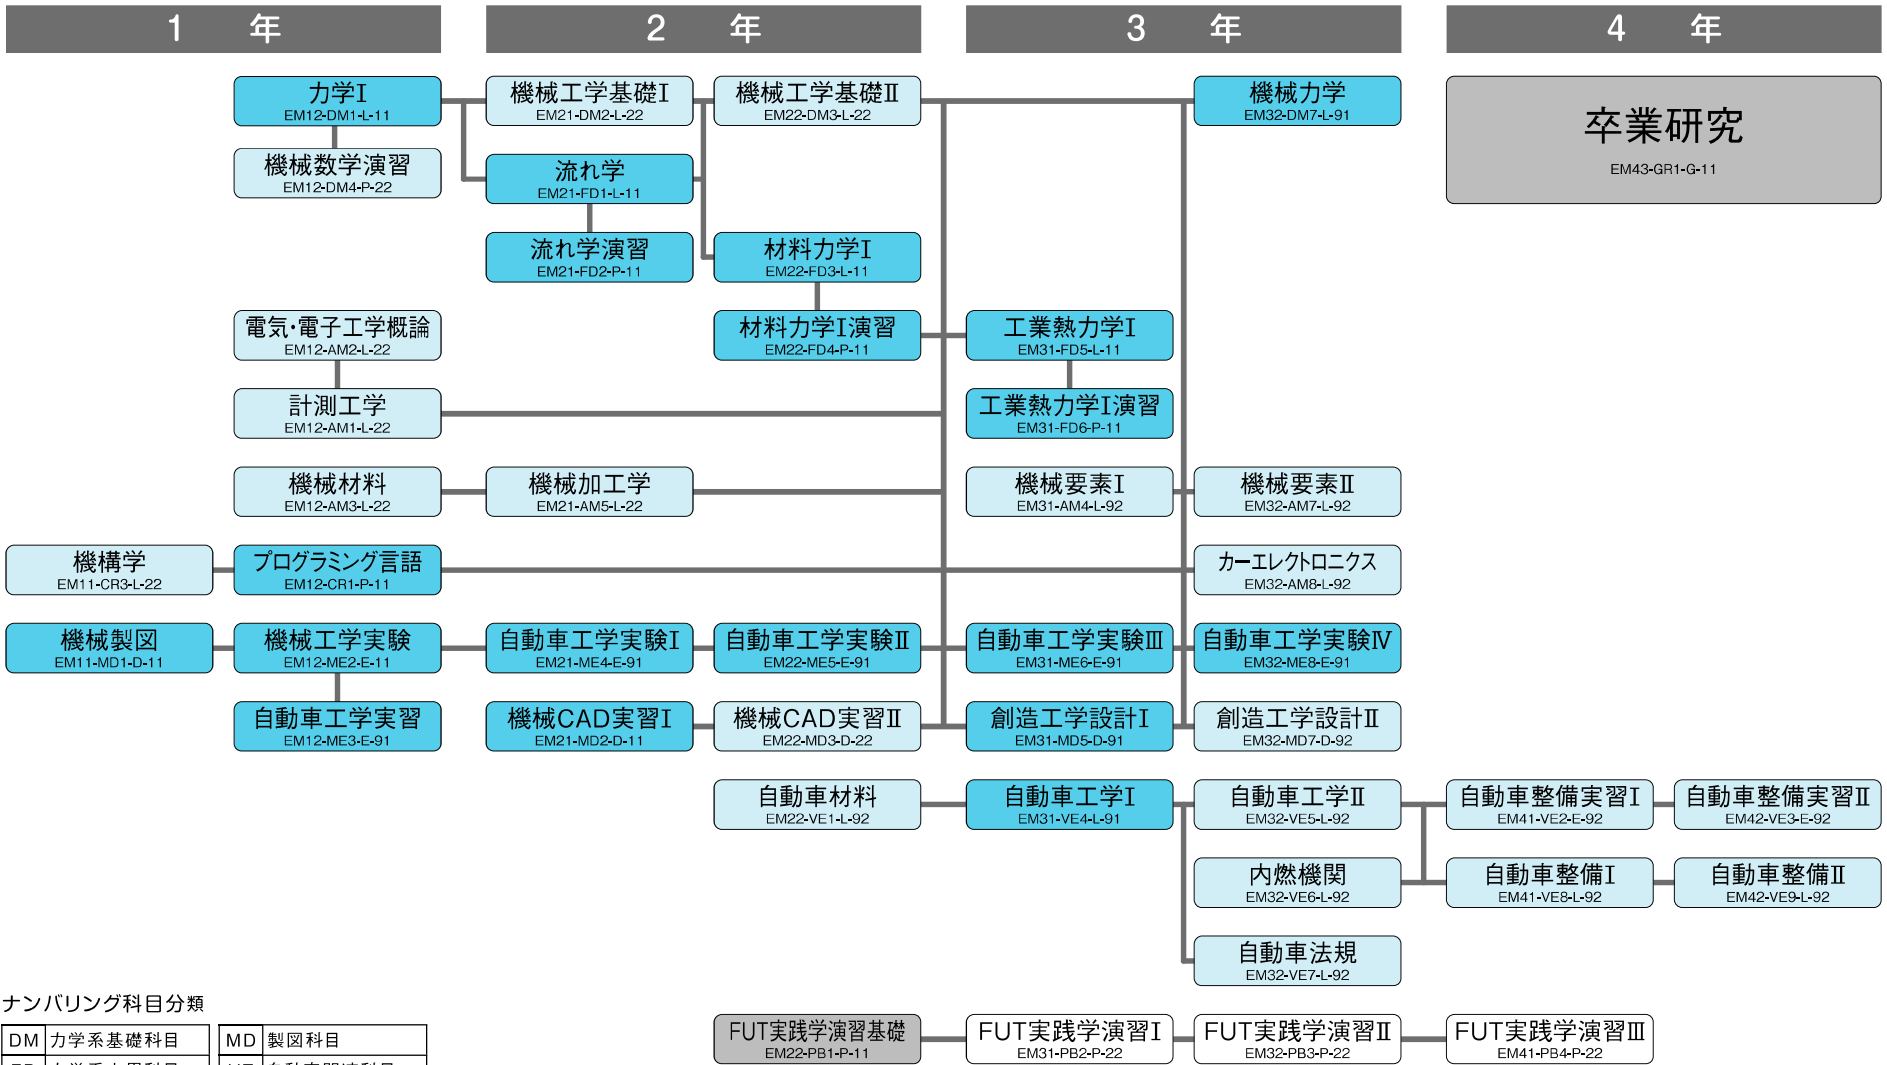 1 年
2 年
3 年
4 年
力学Ⅰ
EM12-DM1-L-11
機械工学基礎Ⅰ
EM21-DM2-L-22
機械工学基礎Ⅱ
EM22-DM3-L-22
機械力学
EM32-DM7-L-91
卒業研究
EM43-GR1-G-11
機械数学演習
EM12-DM4-P-22
流れ学
EM21-FD1-L-11
流れ学演習
EM21-FD2-P-11
材料力学Ⅰ
EM22-FD3-L-11
電気・電子工学概論
EM12-AM2-L-22
材料力学Ⅰ演習
EM22-FD4-P-11
工業熱力学Ⅰ
EM31-FD5-L-11
計測工学
EM12-AM1-L-22
工業熱力学Ⅰ演習
EM31-FD6-P-11
機械材料
EM12-AM3-L-22
機械加工学
EM21-AM5-L-22
機械要素Ⅰ
EM31-AM4-L-92
機械要素Ⅱ
EM32-AM7-L-92
機構学
EM11-CR3-L-22
プログラミング言語
EM12-CR1-P-11
カーエレクトロニクス
EM32-AM8-L-92
機械製図
EM11-MD1-D-11
機械工学実験
EM12-ME2-E-11
自動車工学実験Ⅰ
EM21-ME4-E-91
自動車工学実験Ⅱ
EM22-ME5-E-91
自動車工学実験Ⅲ
EM31-ME6-E-91
自動車工学実験Ⅳ
EM32-ME8-E-91
自動車工学実習
EM12-ME3-E-91
機械CAD実習Ⅰ
EM21-MD2-D-11
機械CAD実習Ⅱ
EM22-MD3-D-22
創造工学設計Ⅰ
EM31-MD5-D-91
創造工学設計Ⅱ
EM32-MD7-D-92
自動車材料
EM22-VE1-L-92
自動車工学Ⅰ
EM31-VE4-L-91
自動車工学Ⅱ
EM32-VE5-L-92
自動車整備実習Ⅰ
EM41-VE2-E-92
自動車整備実習Ⅱ
EM42-VE3-E-92
内燃機関
EM32-VE6-L-92
自動車整備Ⅰ
EM41-VE8-L-92
自動車整備Ⅱ
EM42-VE9-L-92
自動車法規
EM32-VE7-L-92
ナンバリング科目分類
DM 力学系基礎科目
MD 製図科目
FUT実践学演習基礎
EM22-PB1-P-11
FUT実践学演習Ⅰ
EM31-PB2-P-22
FUT実践学演習Ⅱ
EM32-PB3-P-22
FUT実践学演習Ⅲ
EM41-PB4-P-22